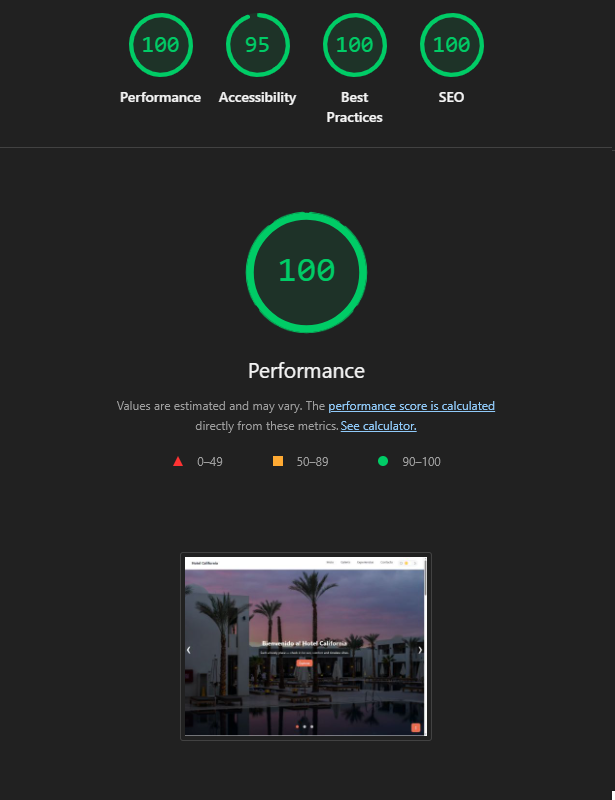 100
95
100
100
Performance
Accessibility
Best
Practices
SEO
100
Performance
Values are estimated and may vary. The performance score is calculated
directly from these metrics. See calculator.
0–49
50–89
90–100
Hotel California
Bienvenido al Hotel California